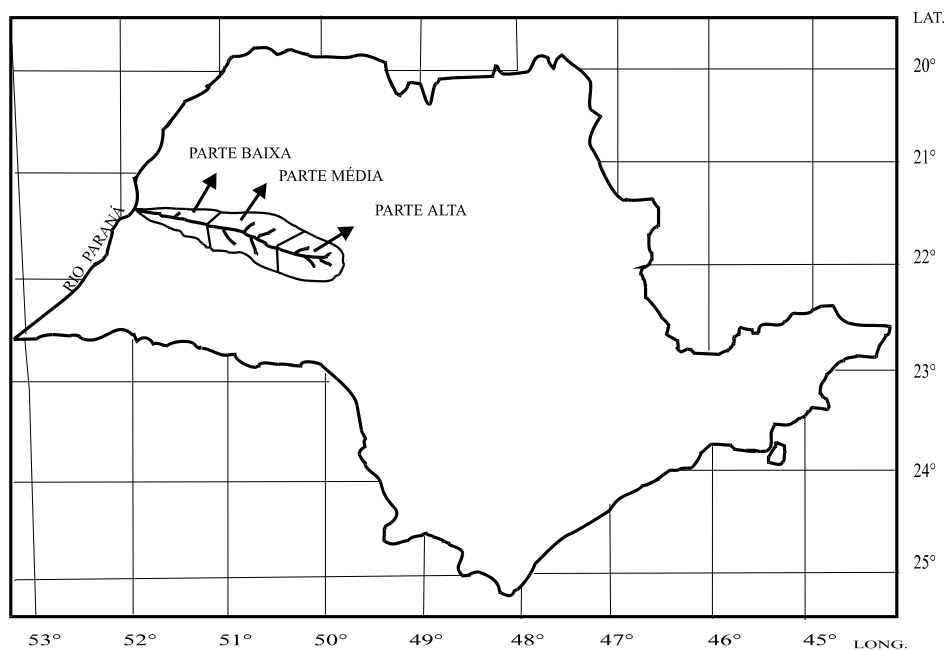 LAT.
20°
PARTE BAIXA
21°
PARTE MÉDIA
PARTE ALTA
RIO PARANÁ
22°
23°
24°
25°
53° 52° 51° 50° 49° 48° 47° 46° 45° LONG.